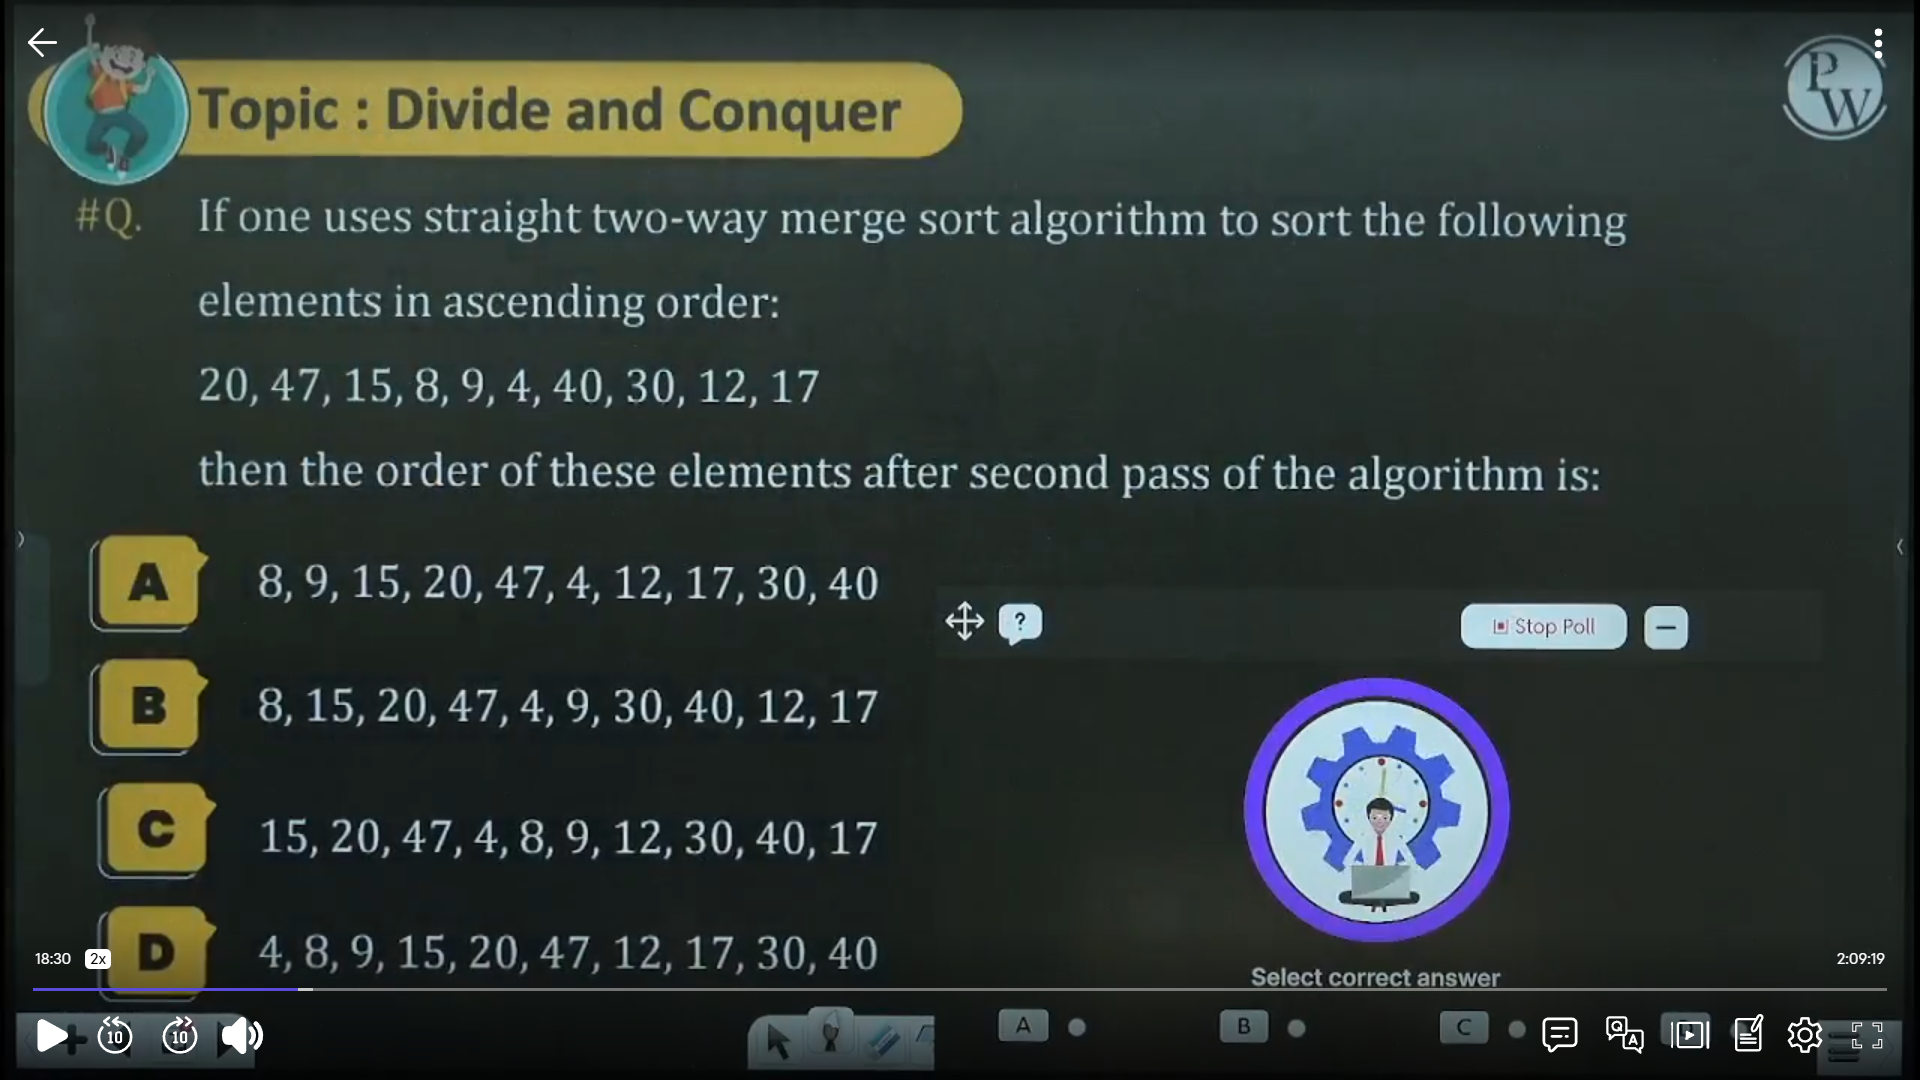 Topic : Divide and Conquer
PW
#Q. If one uses straight two-way merge sort algorithm to sort the following
elements in ascending order:
20, 47, 15, 8, 9, 4, 40, 30, 12, 17
then the order of these elements after second pass of the algorithm is:
A 8, 9, 15, 20, 47, 4, 12, 17, 30, 40
? Stop Poll
B 8, 15, 20, 47, 4, 9, 30, 40, 12, 17
C 15, 20, 47, 4, 8, 9, 12, 30, 40, 17
D 4, 8, 9, 15, 20, 47, 12, 17, 30, 40
18:30 2x 2:09:19
Select correct answer
10 10 A B C Q A